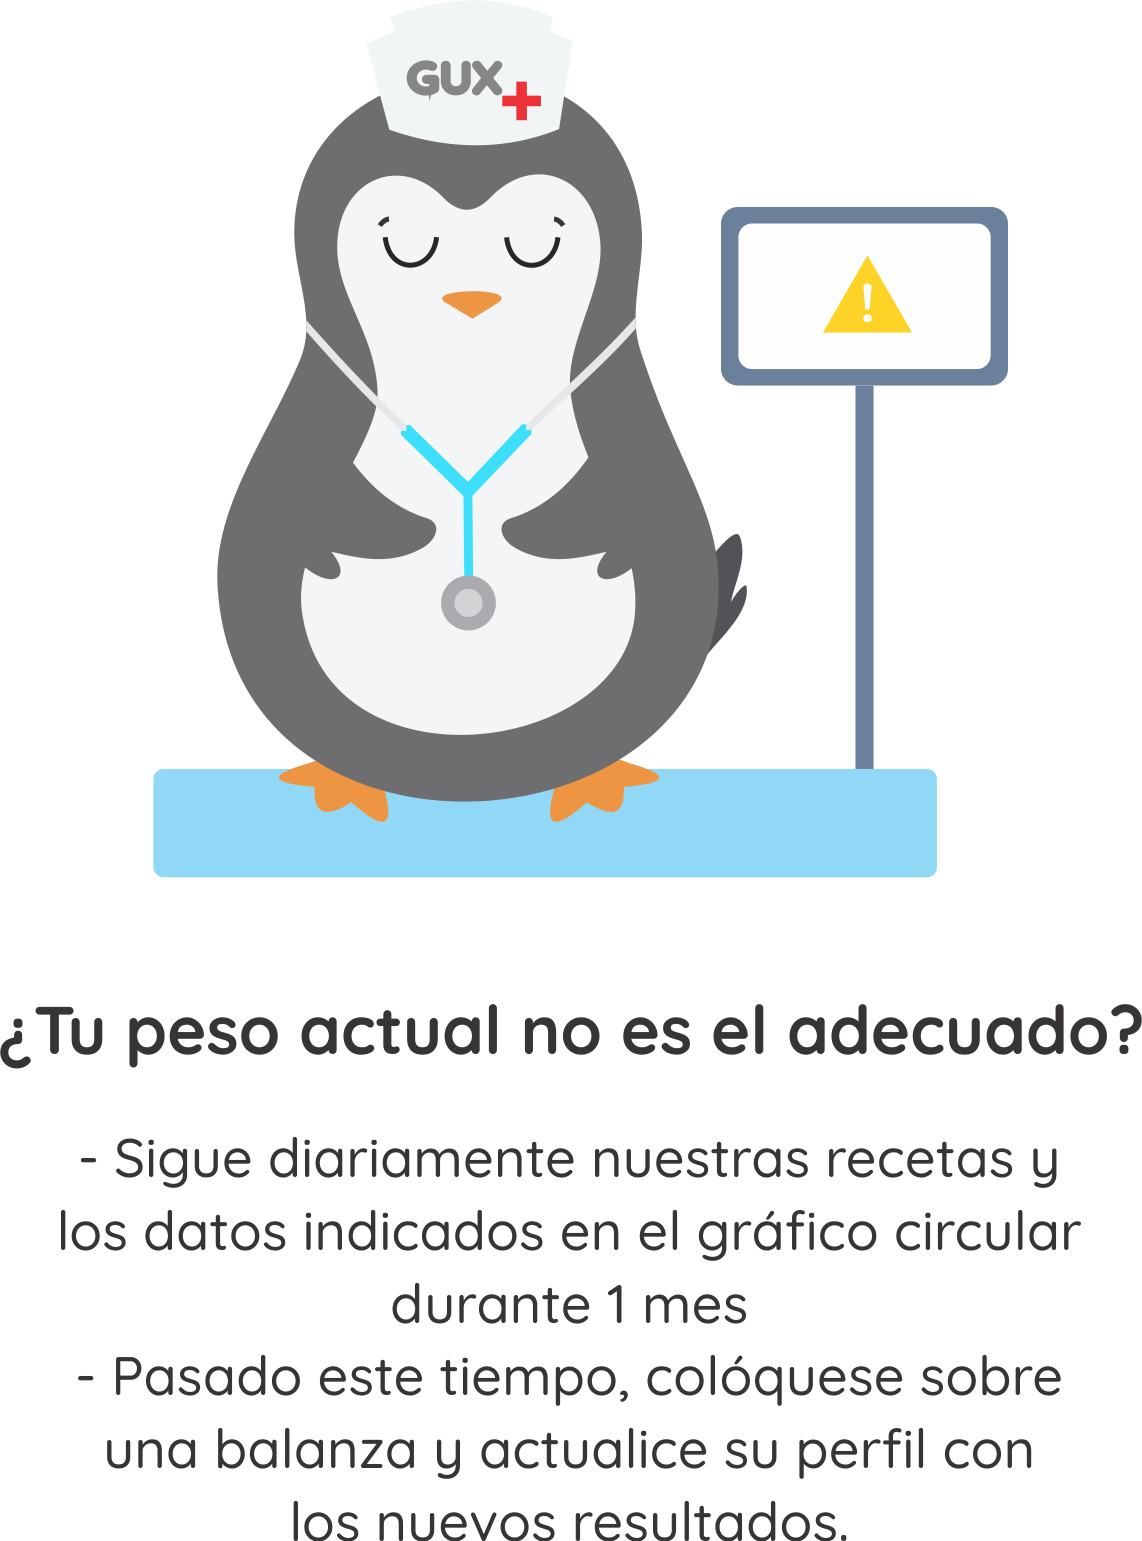 GUX
¿Tu peso actual no es el adecuado?
- Sigue diariamente nuestras recetas y
los datos indicados en el gráfico circular
durante 1 mes
- Pasado este tiempo, colóquese sobre
una balanza y actualice su perfil con
los nuevos resultados.